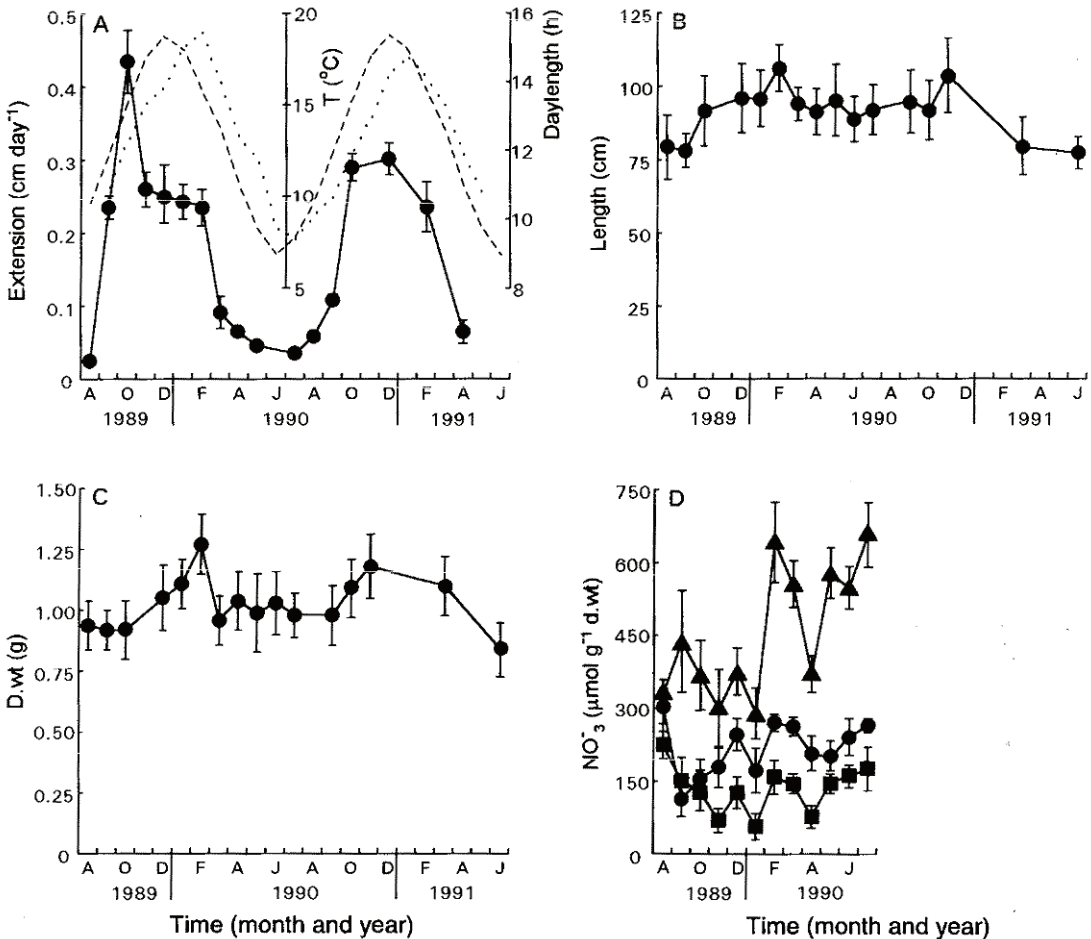 A
Extension (cm day⁻¹)
0.5
0.4
0.3
0.2
0.1
0
T (°C)
20
15
10
5
Daylength (h)
16
14
12
10
8
A O D F A J A O D F A J
1989 1990 1991
B
Length (cm)
125
100
75
50
25
0
A O D F A J A O D F A J
1989 1990 1991
C
D.wt (g)
1.50
1.25
1.00
0.75
0.50
0.25
0
A O D F A J A O D F A J
1989 1990 1991
Time (month and year)
D
NO⁻₃ (μmol g⁻¹ d.wt)
750
600
450
300
150
0
A O D F A J
1989 1990
Time (month and year)